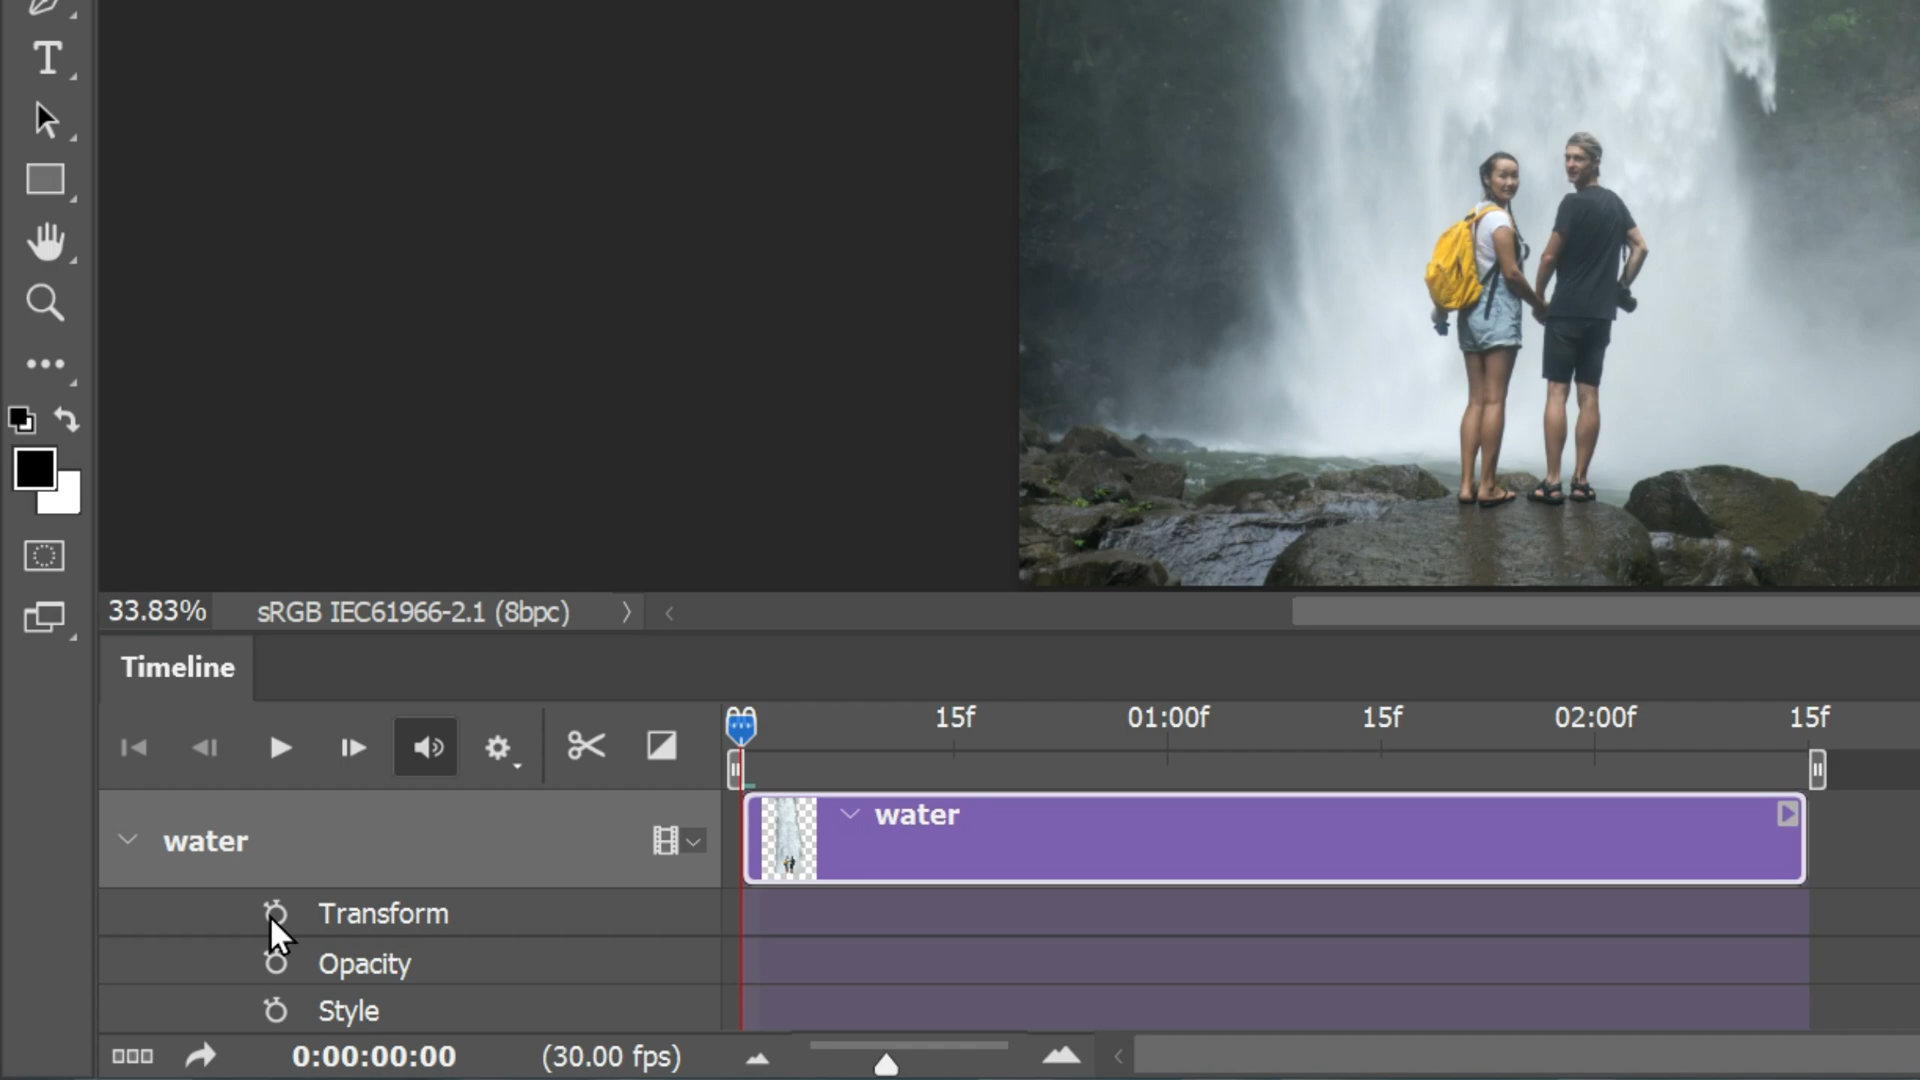 33.83%
sRGB IEC61966-2.1 (8bpc)
Timeline
00
15f
01:00f
15f
02:00f
15f
water
water
Transform
Opacity
Style
0:00:00:00
(30.00 fps)